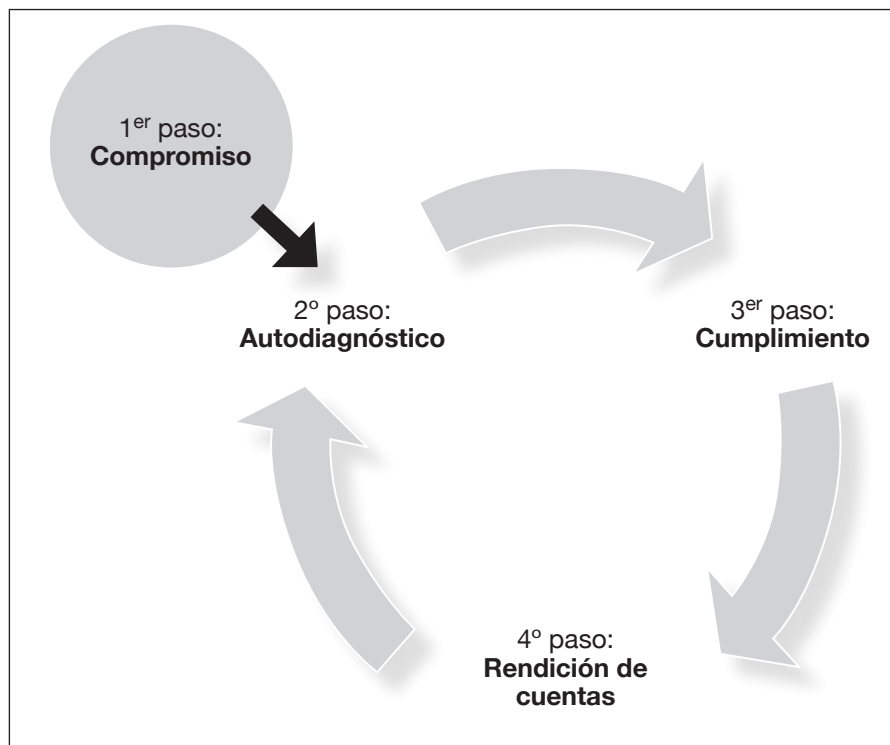 1er paso:
Compromiso
2º paso:
Autodiagnóstico
3er paso:
Cumplimiento
4º paso:
Rendición de
cuentas